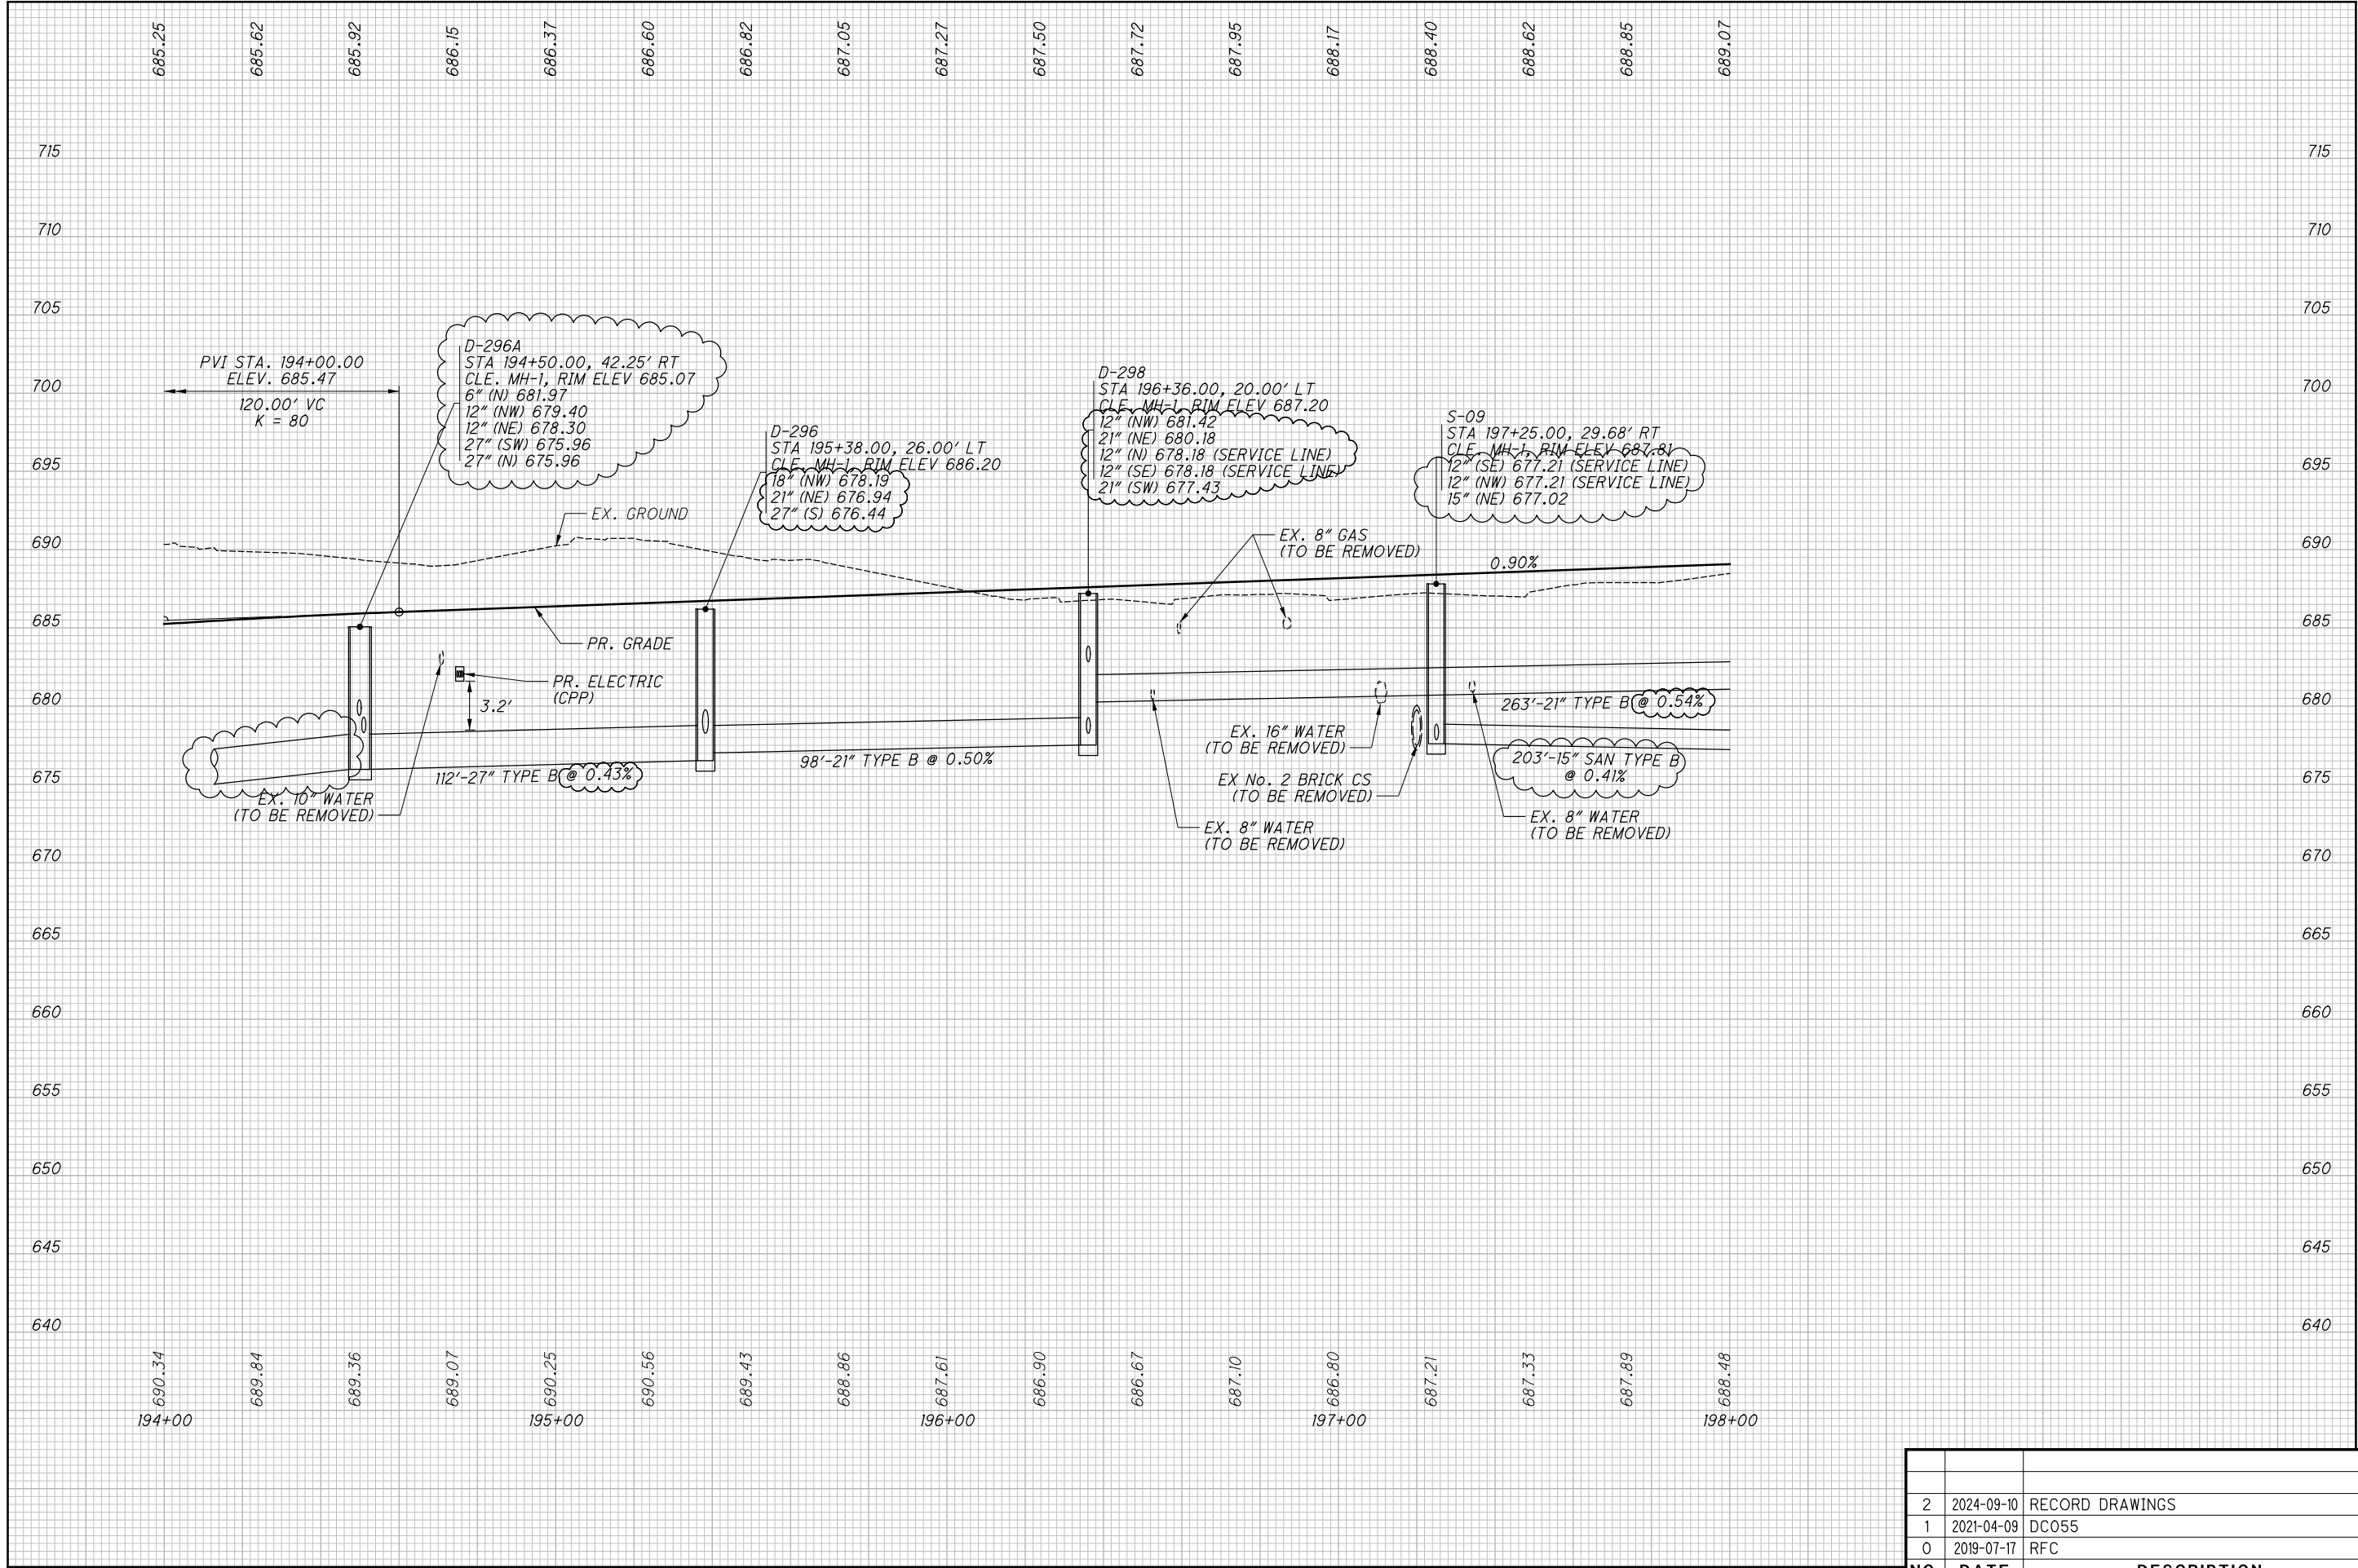 685.25 685.62 685.92 686.15 686.37 686.60 686.82 687.05 687.27 687.50 687.72 687.95 688.17 688.40 688.62 688.85 689.07
715 715
710 710
705 705
PVI STA. 194+00.00
ELEV. 685.47
120.00' VC
K = 80
D-296A
STA 194+50.00, 42.25' RT
CLE. MH-1, RIM ELEV 685.07
6" (N) 681.97
12" (NW) 679.40
12" (NE) 678.30
27" (SW) 675.96
27" (N) 675.96
D-296
STA 195+38.00, 26.00' LT
CLE. MH-1, RIM ELEV 686.20
18" (NW) 678.19
21" (NE) 676.94
27" (S) 676.44
D-298
STA 196+36.00, 20.00' LT
CLE. MH-1, RIM ELEV 687.20
12" (NW) 681.42
21" (NE) 680.18
12" (N) 678.18 (SERVICE LINE)
12" (SE) 678.18 (SERVICE LINE)
21" (SW) 677.43
S-09
STA 197+25.00, 29.68' RT
CLE. MH-1, RIM ELEV 687.81
12" (SE) 677.21 (SERVICE LINE)
12" (NW) 677.21 (SERVICE LINE)
15" (NE) 677.02
700 700
695 695
EX. GROUND
EX. 8" GAS
(TO BE REMOVED)
690 690
0.90%
685 685
PR. GRADE
PR. ELECTRIC
(CPP)
3.2'
680 680
263'-21" TYPE B @ 0.54%
EX. 16" WATER
(TO BE REMOVED)
98'-21" TYPE B @ 0.50%
203'-15" SAN TYPE B
@ 0.41%
112'-27" TYPE B @ 0.43%
EX No. 2 BRICK CS
(TO BE REMOVED)
675 675
EX. 10" WATER
(TO BE REMOVED)
EX. 8" WATER
(TO BE REMOVED)
EX. 8" WATER
(TO BE REMOVED)
670 670
665 665
660 660
655 655
650 650
645 645
640 640
690.34 689.84 689.36 689.07 690.25 690.56 689.43 688.86 687.61 686.90 686.67 687.10 686.80 687.21 687.33 687.89 688.48
194+00 195+00 196+00 197+00 198+00
2 2024-09-10 RECORD DRAWINGS
1 2021-04-09 DC055
0 2019-07-17 RFC
NO DATE DESCRIPTION